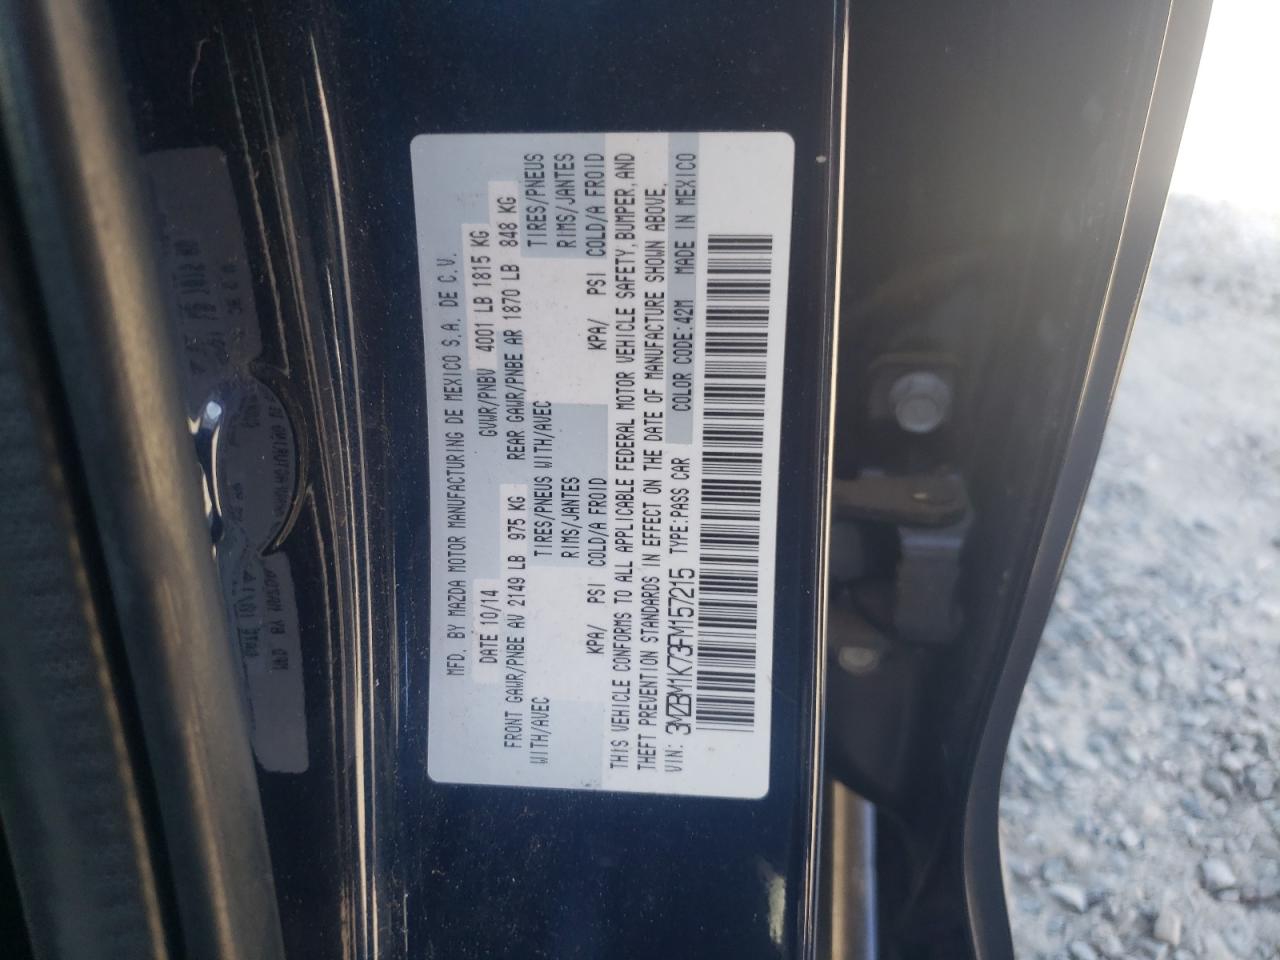 MFD. BY MAZDA MOTOR MANUFACTURING DE MEXICO S.A. DE C.V.
DATE 10/14 GVWR/PNBV 4001 LB 1815 KG
FRONT GAWR/PNBE AV 2149 LB 975 KG REAR GAWR/PNBE AR 1870 LB 848 KG
WITH/AVEC TIRES/PNEUS WITH/AVEC TIRES/PNEUS
RIMS/JANTES RIMS/JANTES
KPA/ PSI COLD/A FROID KPA/ PSI COLD/A FROID
THIS VEHICLE CONFORMS TO ALL APPLICABLE FEDERAL MOTOR VEHICLE SAFETY, BUMPER, AND
THEFT PREVENTION STANDARDS IN EFFECT ON THE DATE OF MANUFACTURE SHOWN ABOVE.
VIN: 3MZBM1K73FM157215 TYPE:PASS CAR COLOR CODE:42M MADE IN MEXICO